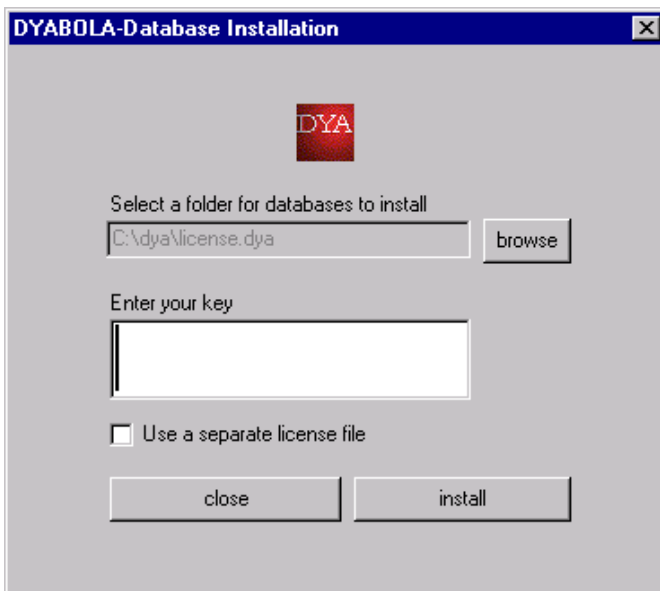 DYABOLA-Database Installation
DYA
Select a folder for databases to install
C:\dya\license.dya
browse
Enter your key
Use a separate license file
close
install